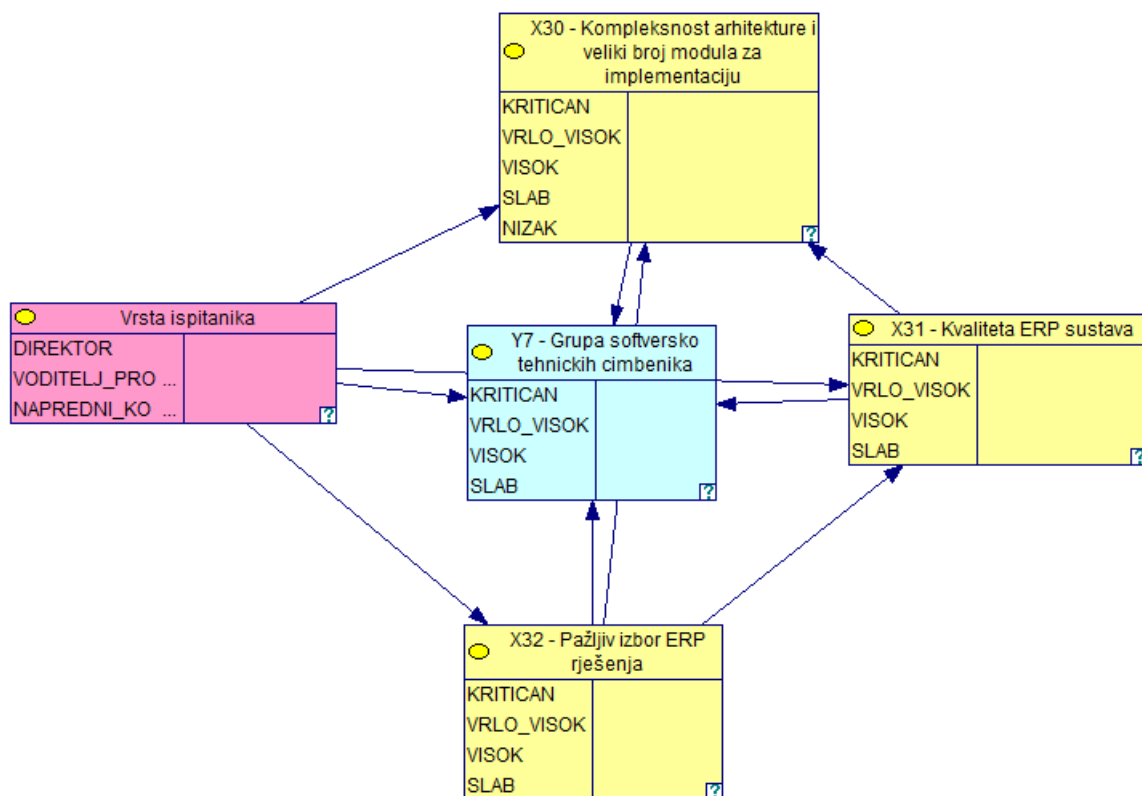 X30 - Kompleksnost arhitekture i
veliki broj modula za
implementaciju
KRITICAN
VRLO_VISOK
VISOK
SLAB
NIZAK
?
Vrsta ispitanika
DIREKTOR
VODITELJ_PRO ...
NAPREDNI_KO ...
?
Y7 - Grupa softversko
tehnickih cimbenika
KRITICAN
VRLO_VISOK
VISOK
SLAB
?
X31 - Kvaliteta ERP sustava
KRITICAN
VRLO_VISOK
VISOK
SLAB
?
X32 - Pažljiv izbor ERP
rješenja
KRITICAN
VRLO_VISOK
VISOK
SLAB
?